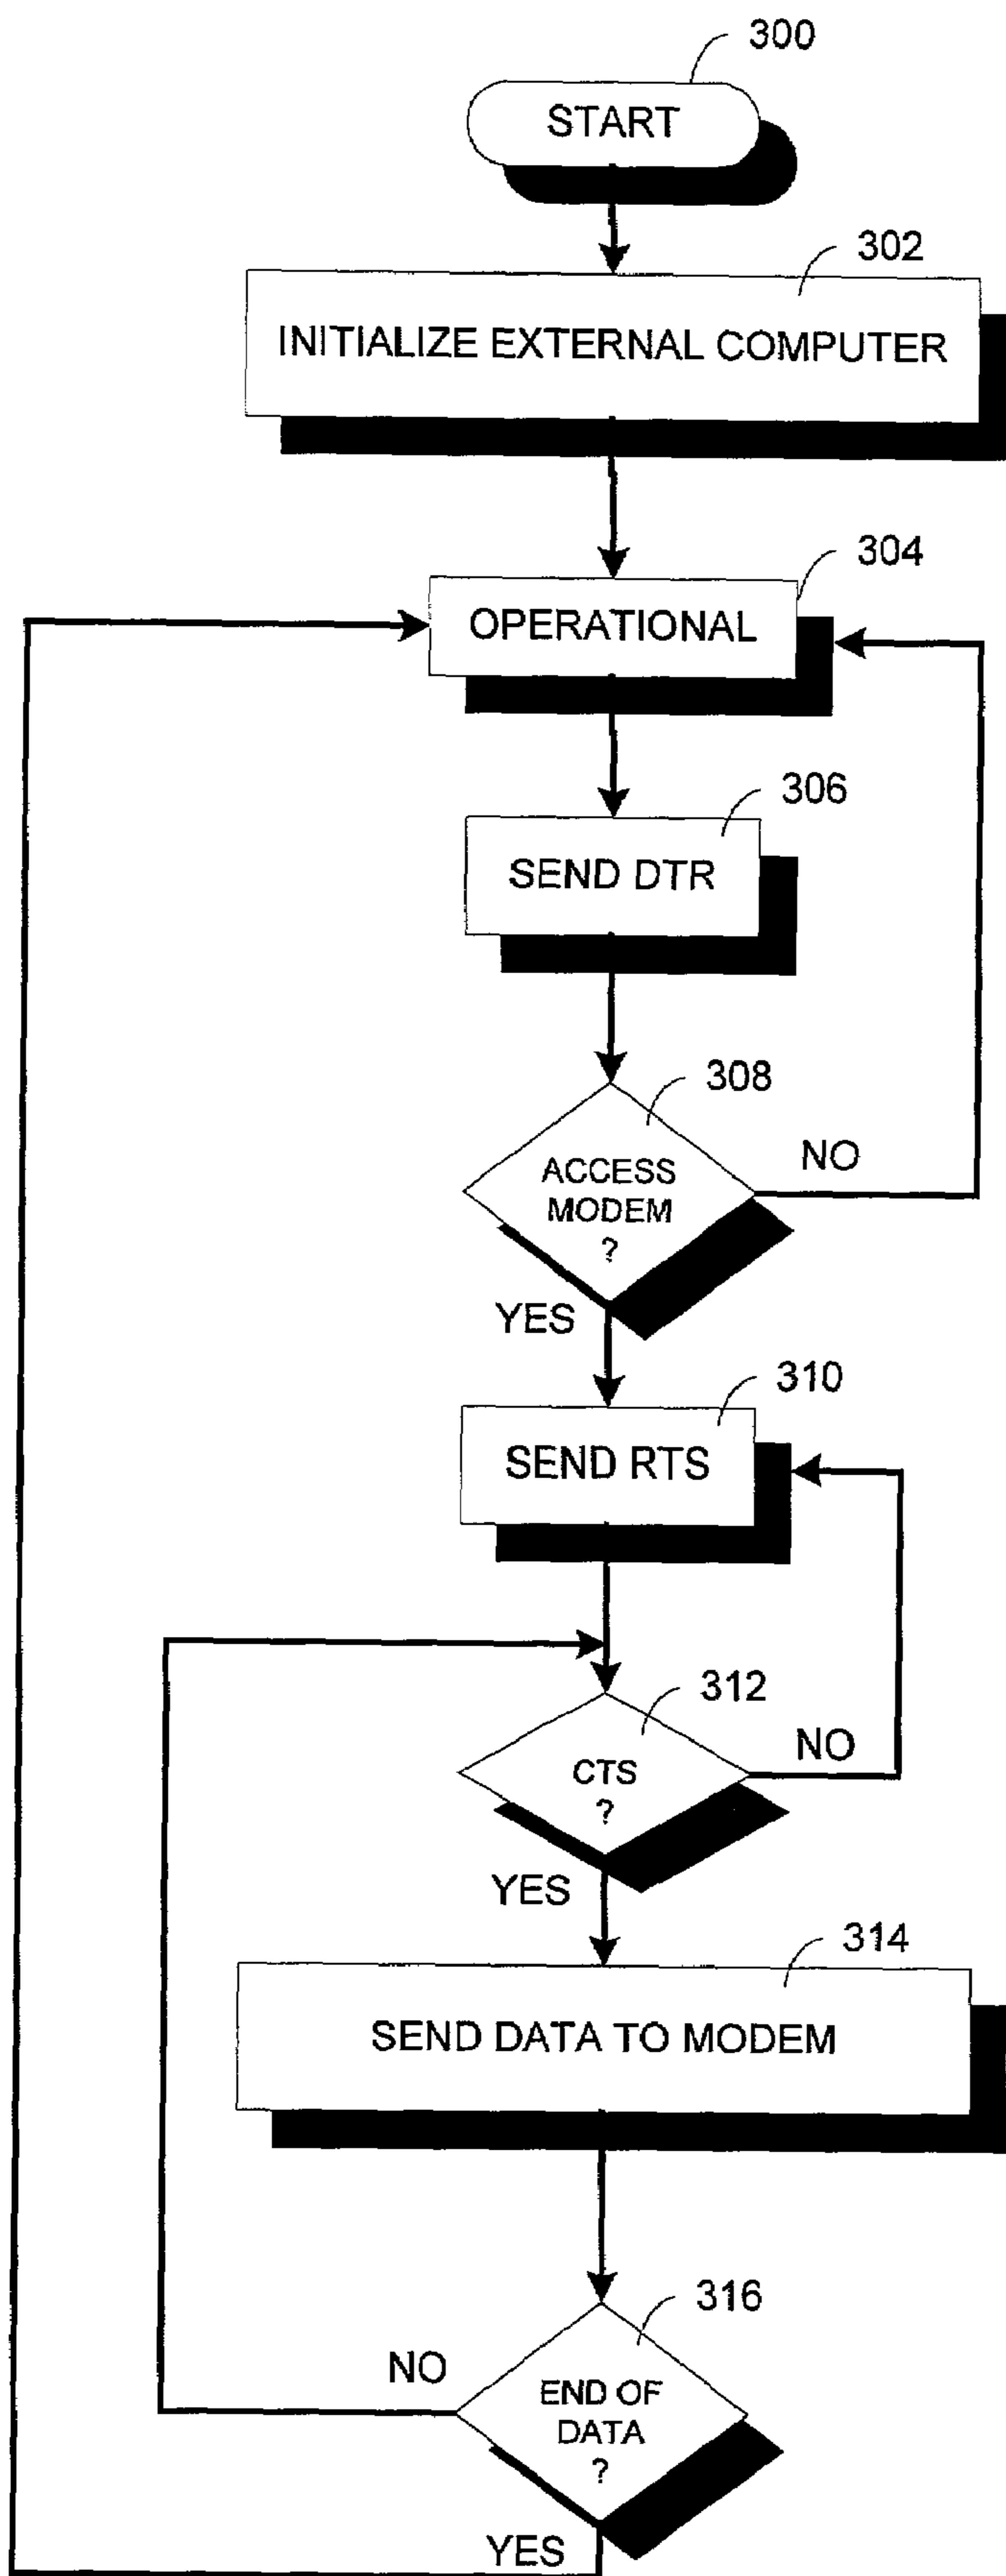 300
START
302
INITIALIZE EXTERNAL COMPUTER
304
OPERATIONAL
306
SEND DTR
308
ACCESS
MODEM
?
NO
YES
310
SEND RTS
312
CTS
?
NO
YES
314
SEND DATA TO MODEM
316
NO
END OF
DATA
?
YES